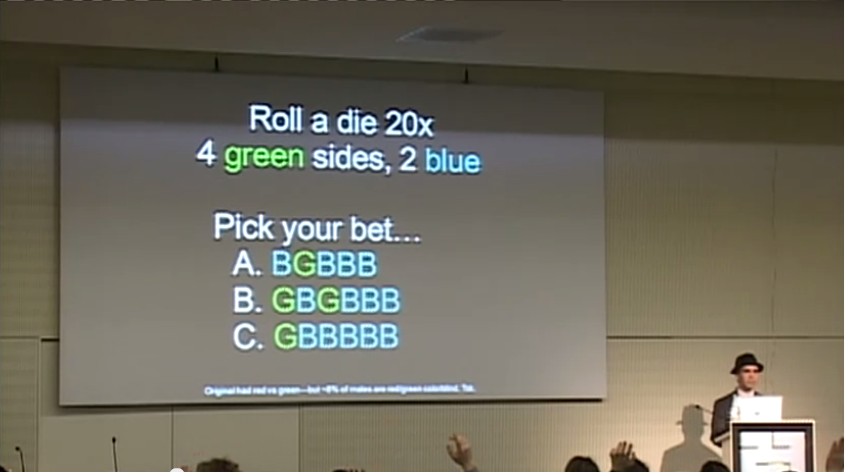 Roll a die 20x
4 green sides, 2 blue
Pick your bet...
A. BGBBB
B. GBGBBB
C. GBBBBB
Original had red vs green—but ~8% of males are red/green colorblind. Tsk.